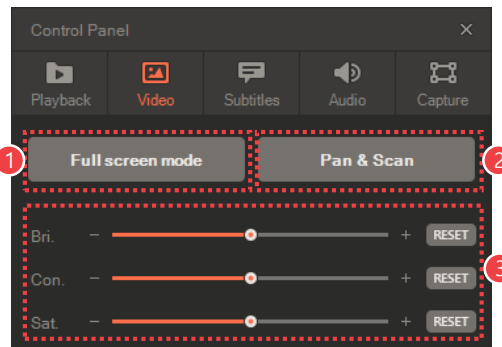 Control Panel
Playback Video Subtitles Audio Capture
1 Full screen mode Pan & Scan 2
Bri. − + RESET
3
Con. − + RESET
Sat. − + RESET